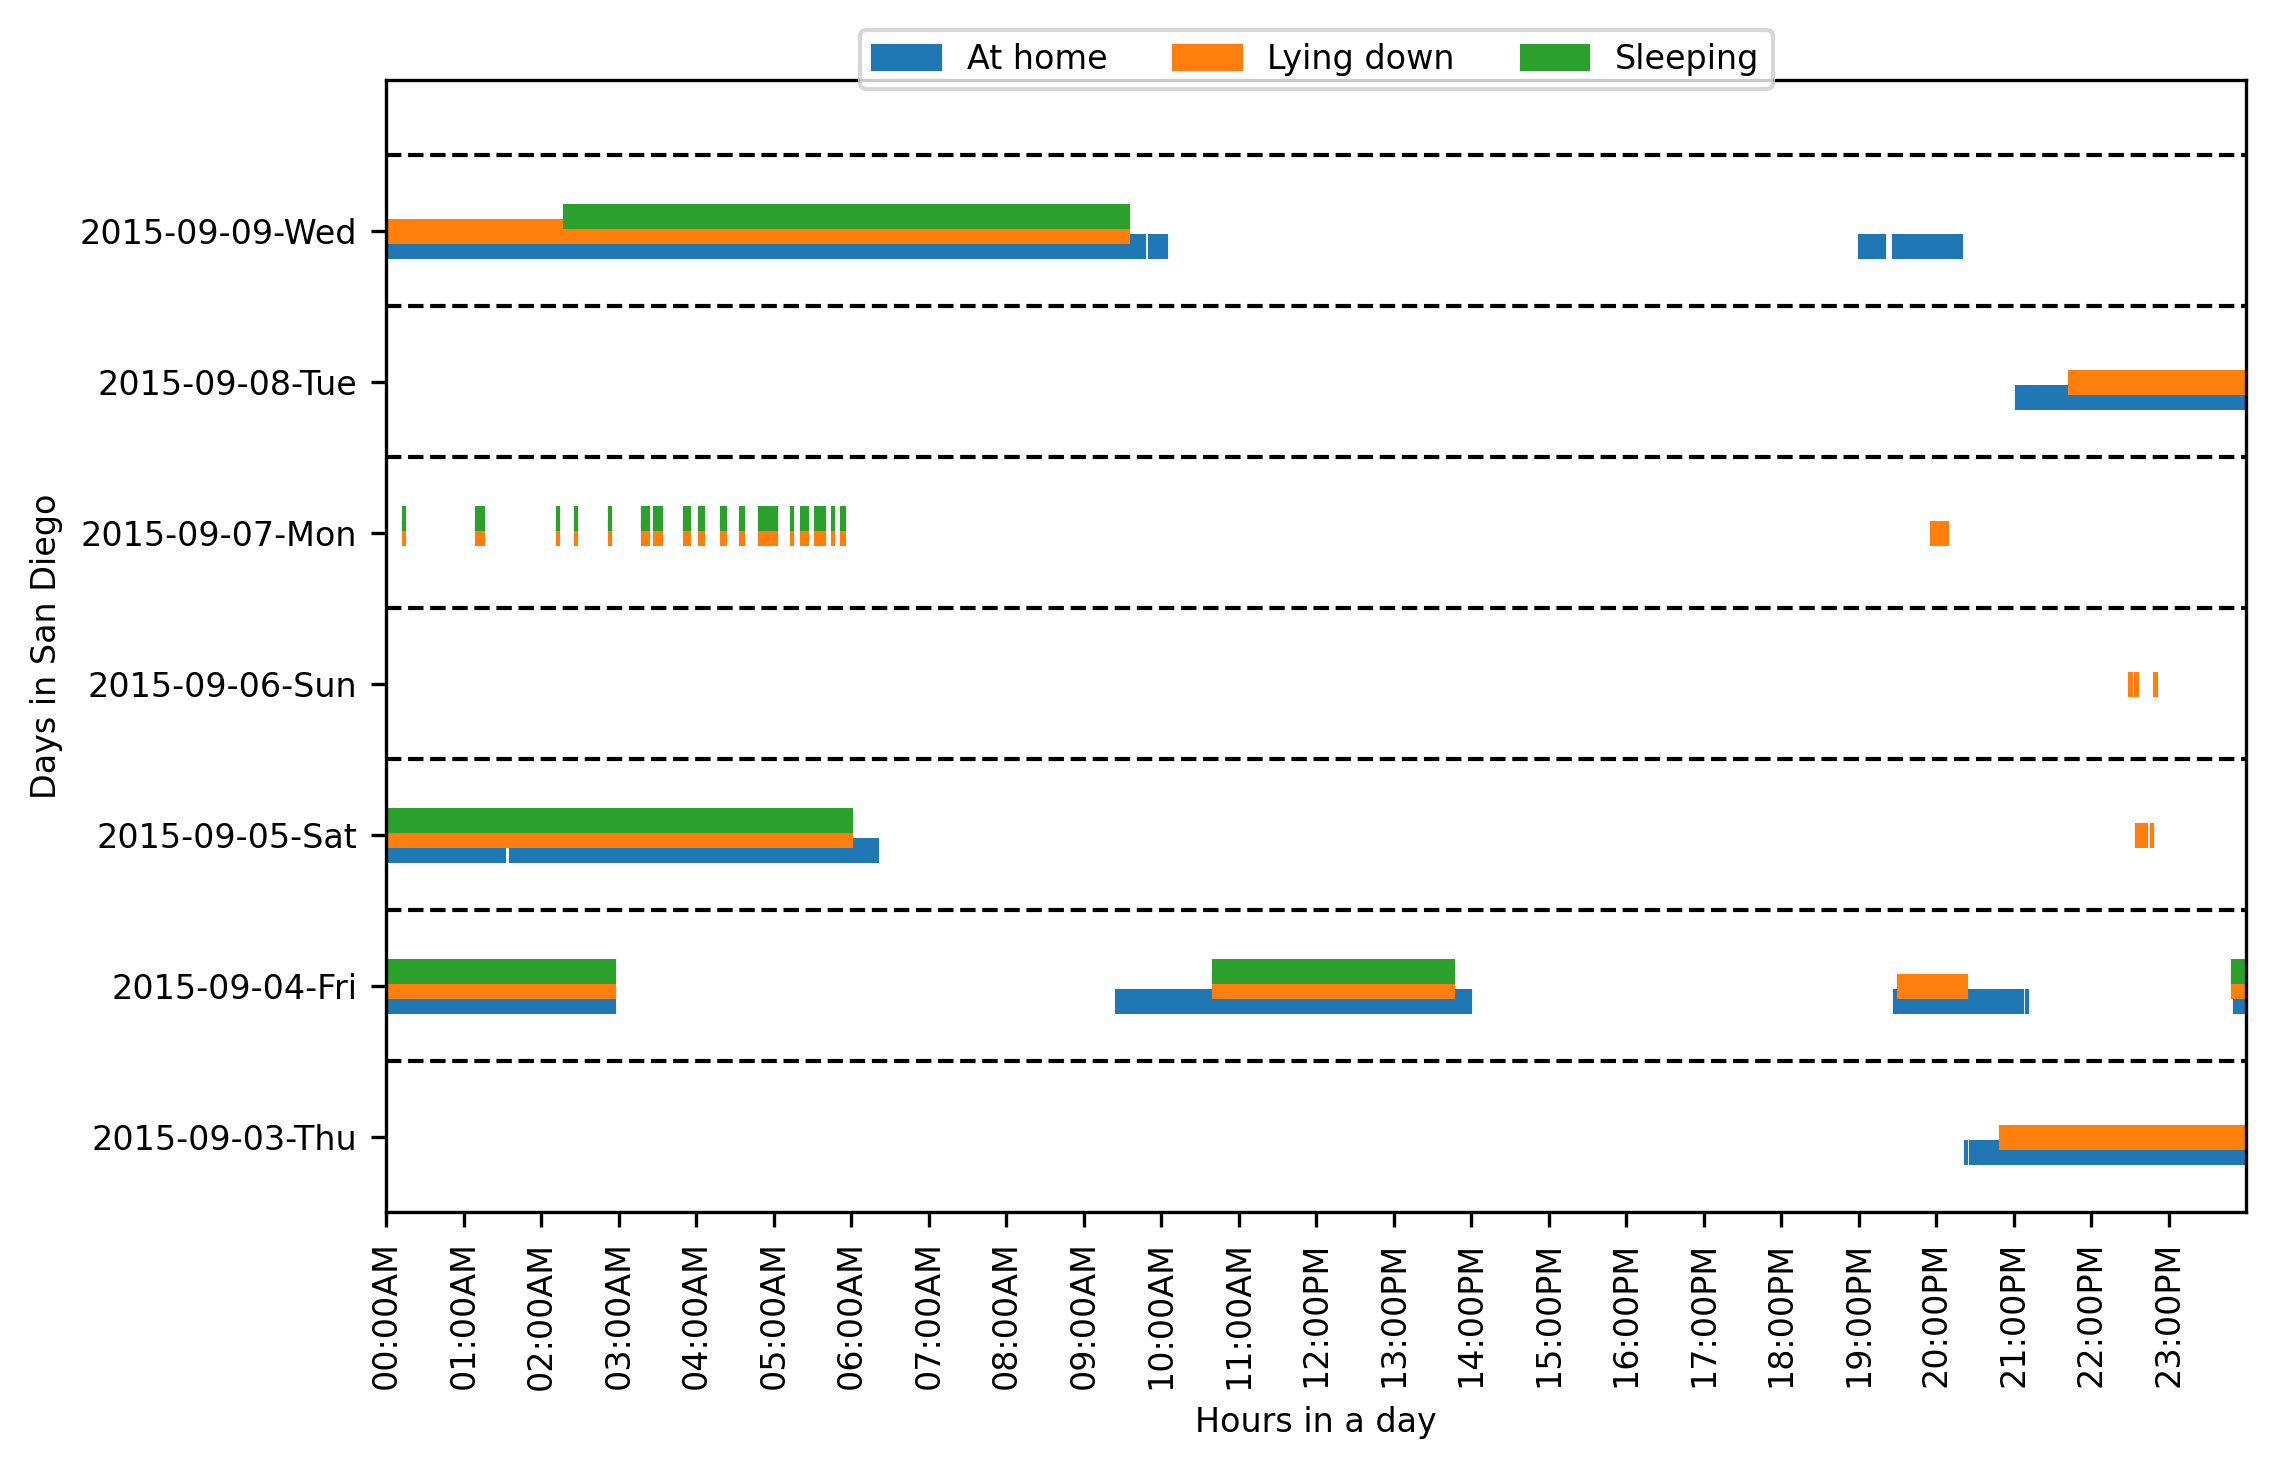 At home Lying down Sleeping
Days in San Diego
2015-09-09-Wed
2015-09-08-Tue
2015-09-07-Mon
2015-09-06-Sun
2015-09-05-Sat
2015-09-04-Fri
2015-09-03-Thu
00:00AM
01:00AM
02:00AM
03:00AM
04:00AM
05:00AM
06:00AM
07:00AM
08:00AM
09:00AM
10:00AM
11:00AM
12:00PM
13:00PM
14:00PM
15:00PM
16:00PM
17:00PM
18:00PM
19:00PM
20:00PM
21:00PM
22:00PM
23:00PM
Hours in a day